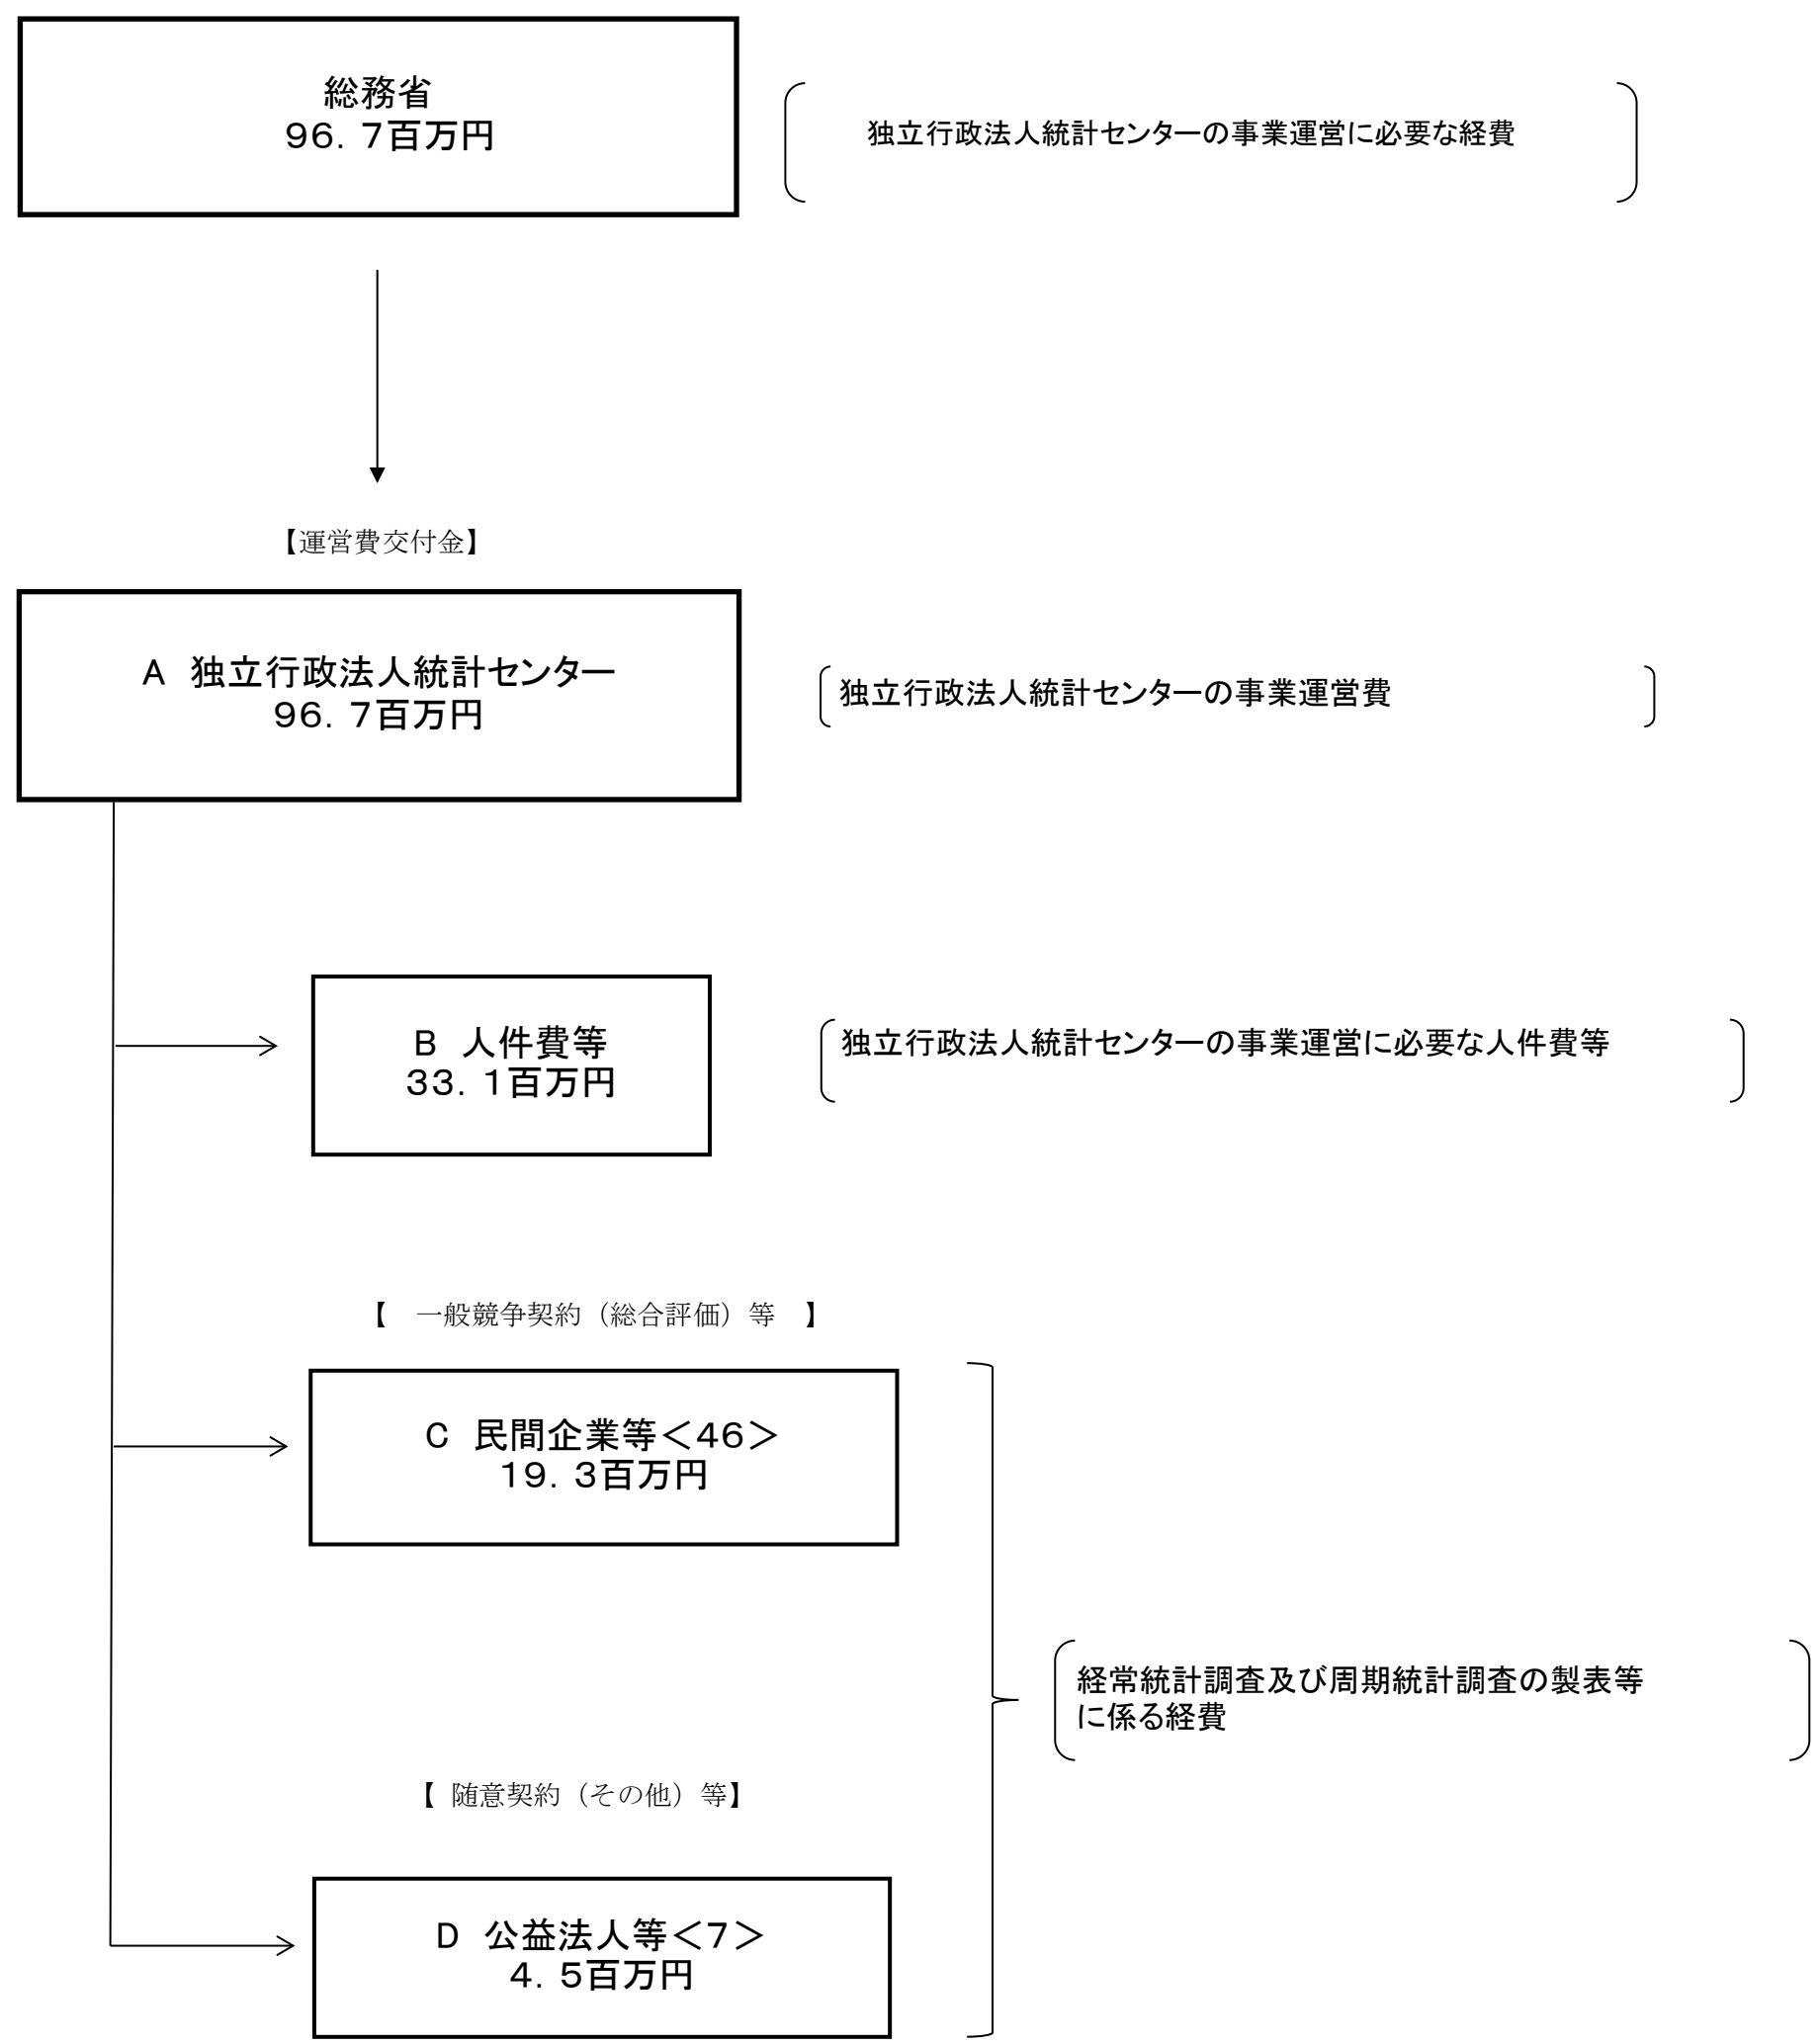 総務省
96．7百万円
独立行政法人統計センターの事業運営に必要な経費
【運営費交付金】
A　独立行政法人統計センター
96．7百万円
独立行政法人統計センターの事業運営費
B　人件費等
33．1百万円
独立行政法人統計センターの事業運営に必要な人件費等
【　一般競争契約（総合評価）等　】
C　民間企業等＜46＞
19．3百万円
経常統計調査及び周期統計調査の製表等
に係る経費
【 随意契約（その他）等】
D　公益法人等＜7＞
4．5百万円